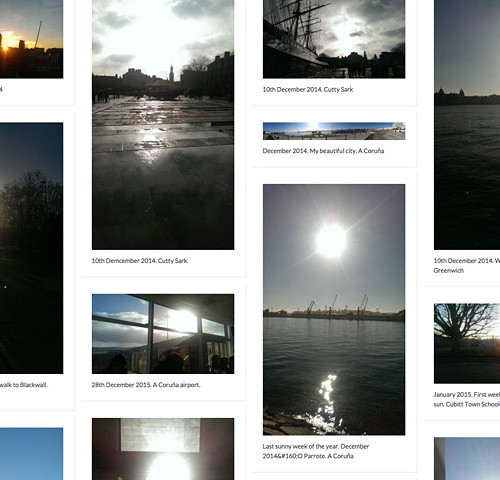 4
walk to Blackwall.
10th Demcember 2014. Cutty Sark.
28th December 2015. A Coruña airport.
10th December 2014. Cutty Sark
December 2014. My beautiful city. A Coruña
Last sunny week of the year. December
2014&#160;O Parrote. A Coruña
10th December 2014. W
Greenwich
January 2015. First wee
sun. Cubitt Town School